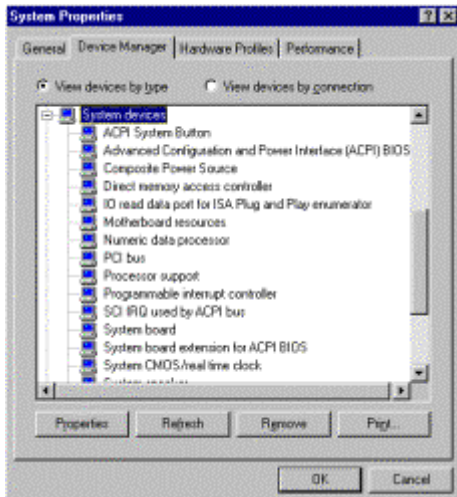 System Properties
General Device Manager Hardware Profiles Performance
View devices by type View devices by connection
System devices
ACPI System Button
Advanced Configuration and Power Interface (ACPI) BIOS
Composite Power Source
Direct memory access controller
IO read data port for ISA Plug and Play enumerator
Motherboard resources
Numeric data processor
PCI bus
Processor support
Programmable interrupt controller
SCI IRQ used by ACPI bus
System board
System board extension for ACPI BIOS
System CMOS/real time clock
System speaker
Properties Refresh Remove Print...
OK Cancel